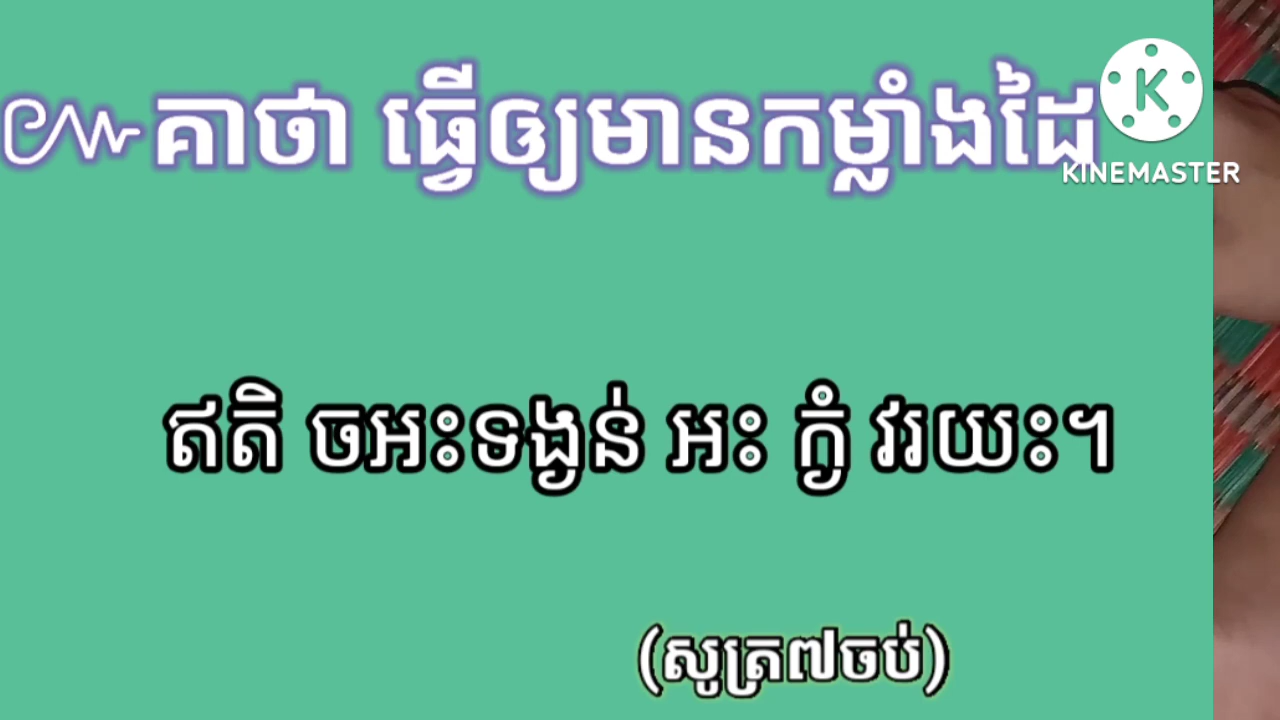 ៚គាថា ធ្វើឲ្យមានកម្លាំងដៃ
K
KINEMASTER
ឥតិ ចអះទង្ងន់ អះ ក្ងំ វរយះ។
(សូត្រ៧ចប់)